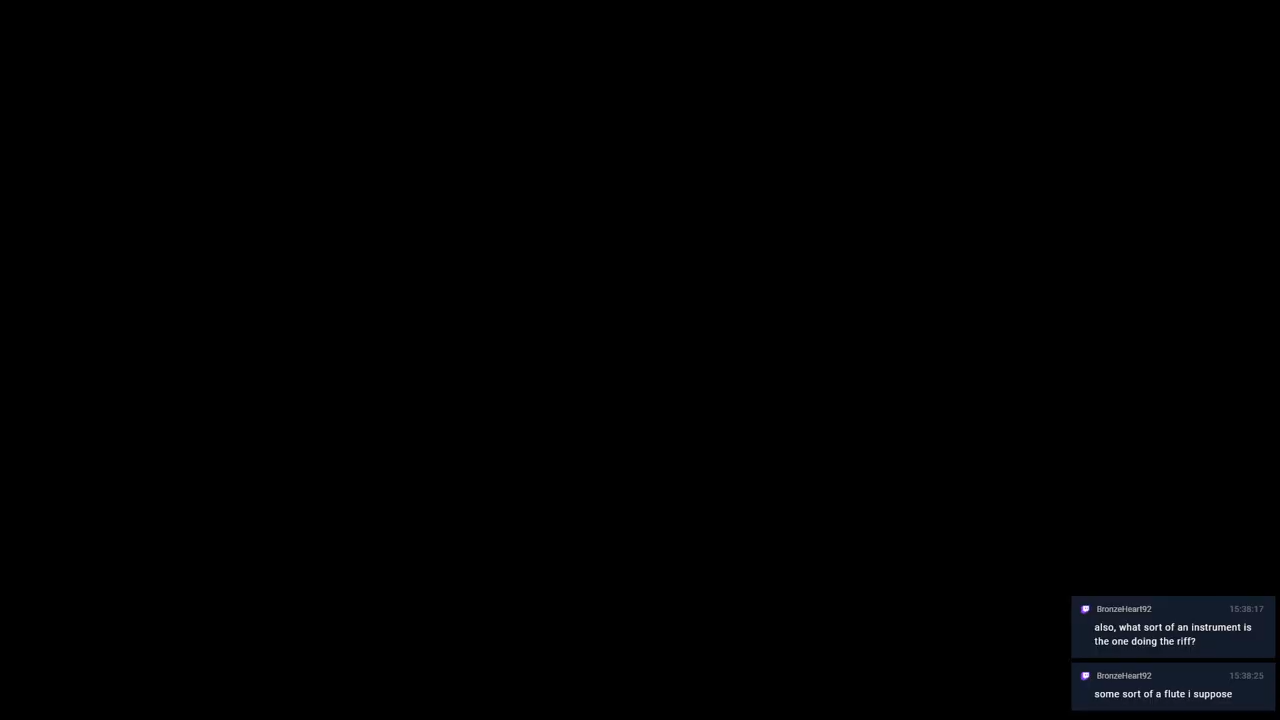 BronzeHeart92 15:38:17
also, what sort of an instrument is
the one doing the riff?
BronzeHeart92 15:38:25
some sort of a flute i suppose